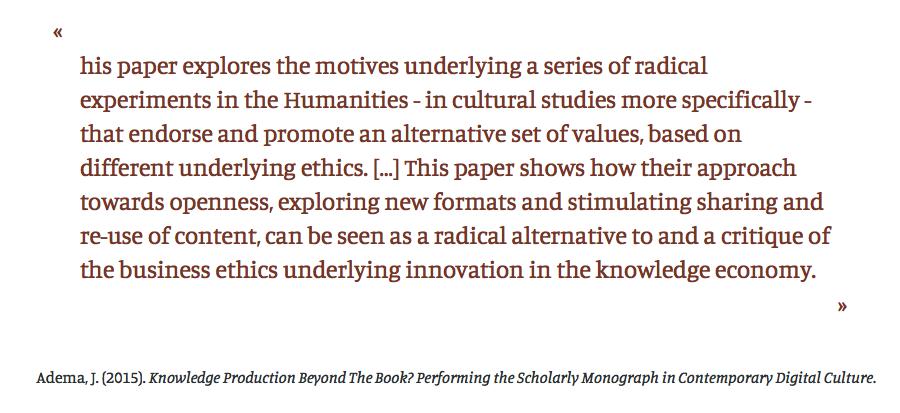 «
his paper explores the motives underlying a series of radical
experiments in the Humanities - in cultural studies more specifically -
that endorse and promote an alternative set of values, based on
different underlying ethics. [...] This paper shows how their approach
towards openness, exploring new formats and stimulating sharing and
re-use of content, can be seen as a radical alternative to and a critique of
the business ethics underlying innovation in the knowledge economy.
»
Adema, J. (2015). Knowledge Production Beyond The Book? Performing the Scholarly Monograph in Contemporary Digital Culture.